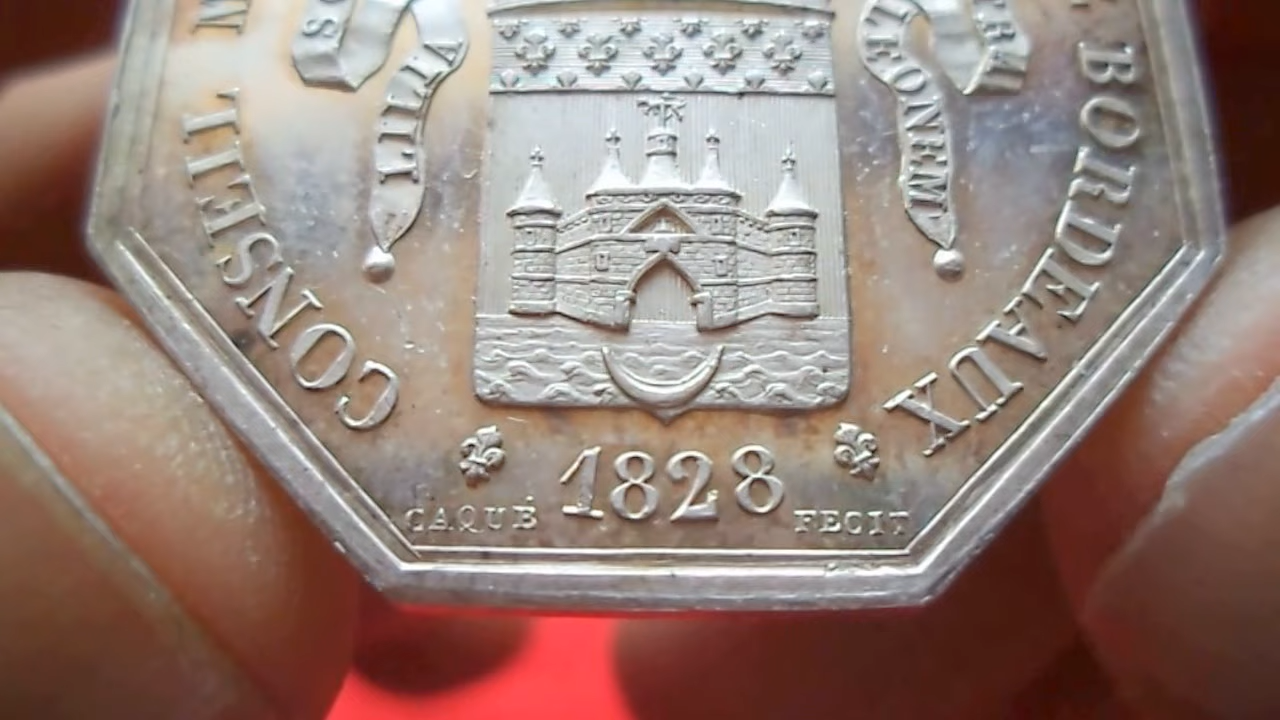 LILIA
LEONEM
CONSEIL
BORDEAUX
1828
CAQUÉ FECIT